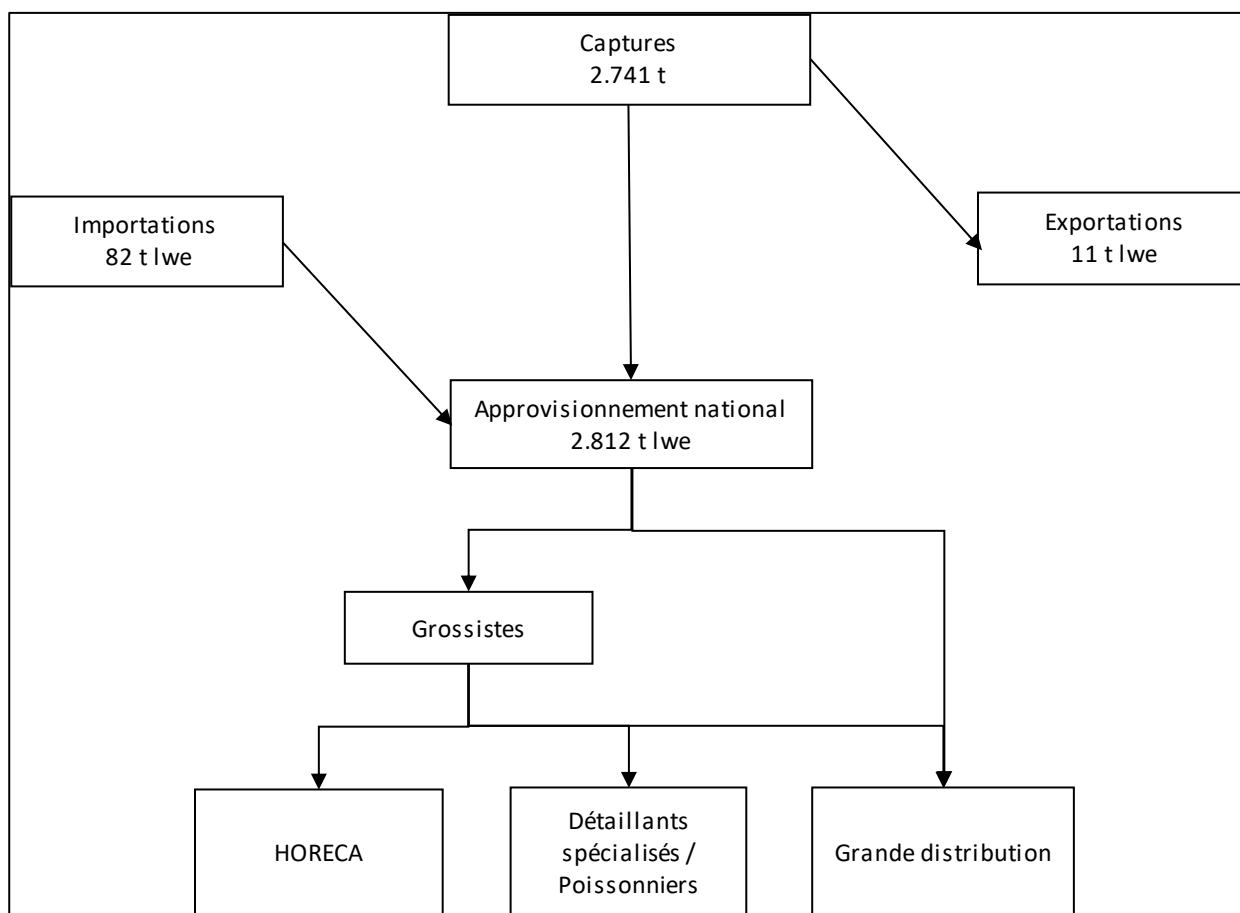 Captures
2.741 t
Importations
82 t lwe
Exportations
11 t lwe
Approvisionnement national
2.812 t lwe
Grossistes
HORECA
Détaillants
spécialisés /
Poissonniers
Grande distribution